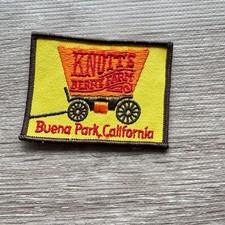 KNOTT'S
BERRY FARM
Buena Park, California